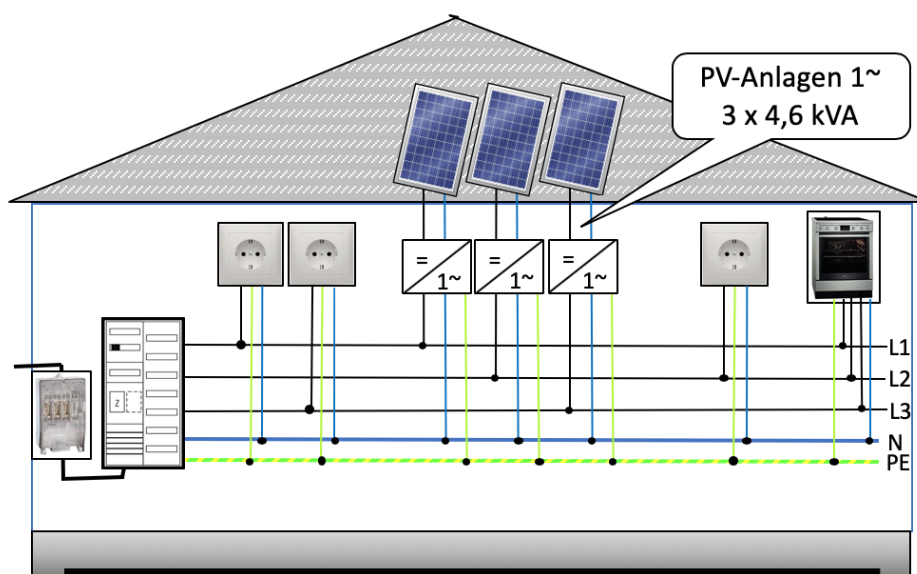 PV-Anlagen 1~
3 x 4,6 kVA
=
1~
=
1~
=
1~
L1
L2
Z
L3
N
PE